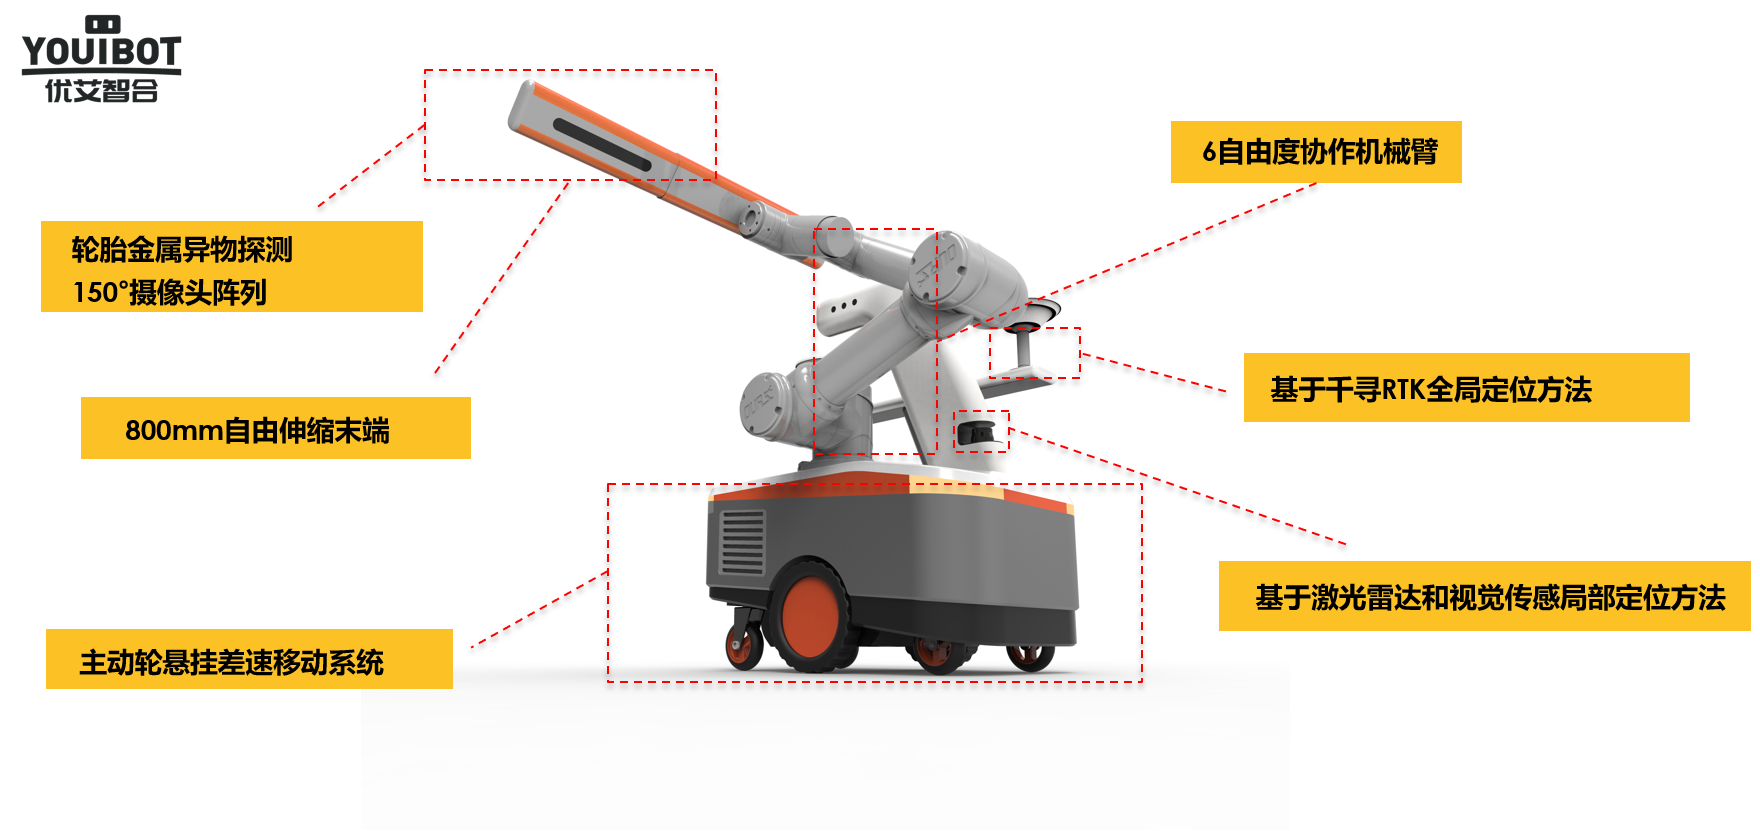 YOUIBOT
优艾智合
6自由度协作机械臂
轮胎金属异物探测
150°摄像头阵列
基于千寻RTK全局定位方法
800mm自由伸缩末端
基于激光雷达和视觉传感局部定位方法
主动轮悬挂差速移动系统